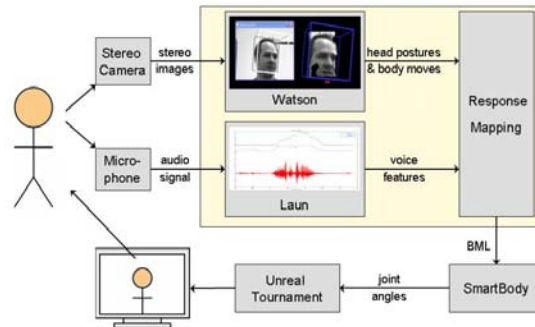 Stereo
Camera
stereo
images
Watson
head postures
& body moves
Response
Mapping
Micro-
phone
audio
signal
Laun
voice
features
BML
Unreal
Tournament
joint
angles
SmartBody